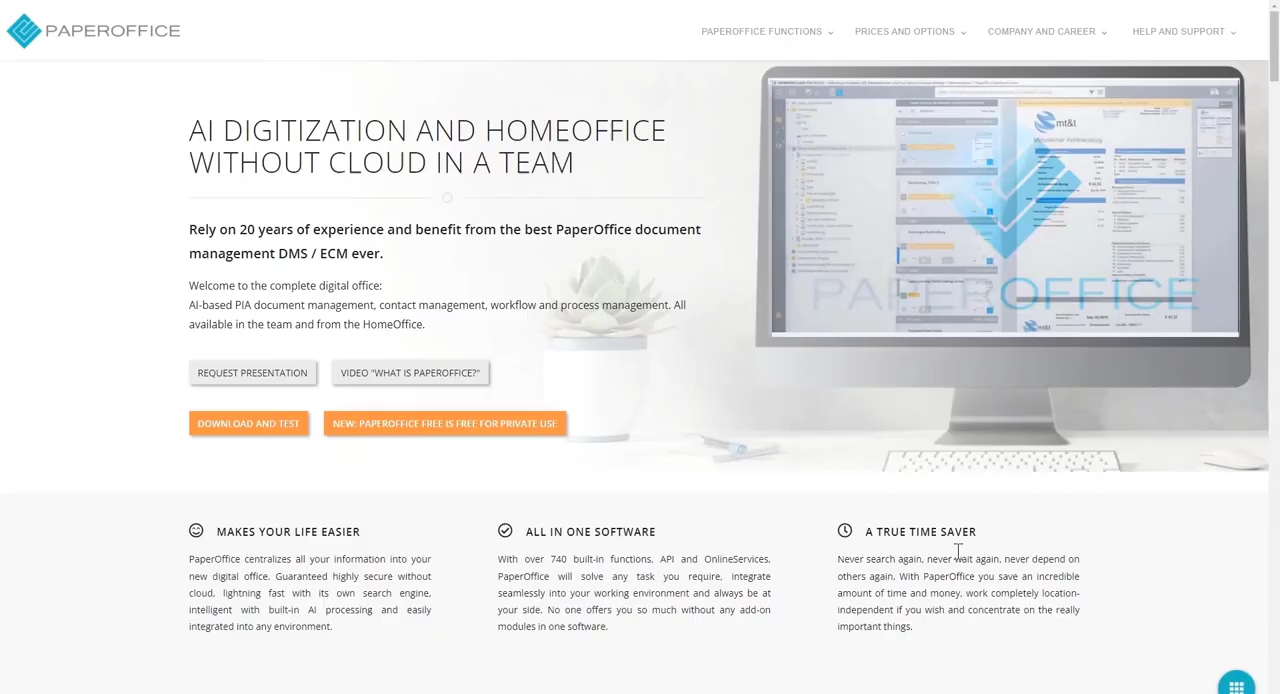 PAPEROFFICE
PAPEROFFICE FUNCTIONS
PRICES AND OPTIONS
COMPANY AND CAREER
HELP AND SUPPORT
AI DIGITIZATION AND HOMEOFFICE
WITHOUT CLOUD IN A TEAM
Rely on 20 years of experience and benefit from the best PaperOffice document
management DMS / ECM ever.
Welcome to the complete digital office:
AI-based PIA document management, contact management, workflow and process management. All
available in the team and from the HomeOffice.
REQUEST PRESENTATION
VIDEO "WHAT IS PAPEROFFICE?"
DOWNLOAD AND TEST
NEW: PAPEROFFICE FREE IS FREE FOR PRIVATE USE
mt&t
PAPEROFFICE
mt&t
MAKES YOUR LIFE EASIER
PaperOffice centralizes all your information into your
new digital office. Guaranteed highly secure without
cloud, lightning fast with its own search engine,
intelligent with built-in AI processing and easily
integrated into any environment.
ALL IN ONE SOFTWARE
With over 740 built-in functions, API and OnlineServices,
PaperOffice will solve any task you require, integrate
seamlessly into your working environment and always be at
your side. No one offers you so much without any add-on
modules in one software.
A TRUE TIME SAVER
Never search again, never wait again, never depend on
others again. With PaperOffice you save an incredible
amount of time and money, work completely location-
independent if you wish and concentrate on the really
important things.